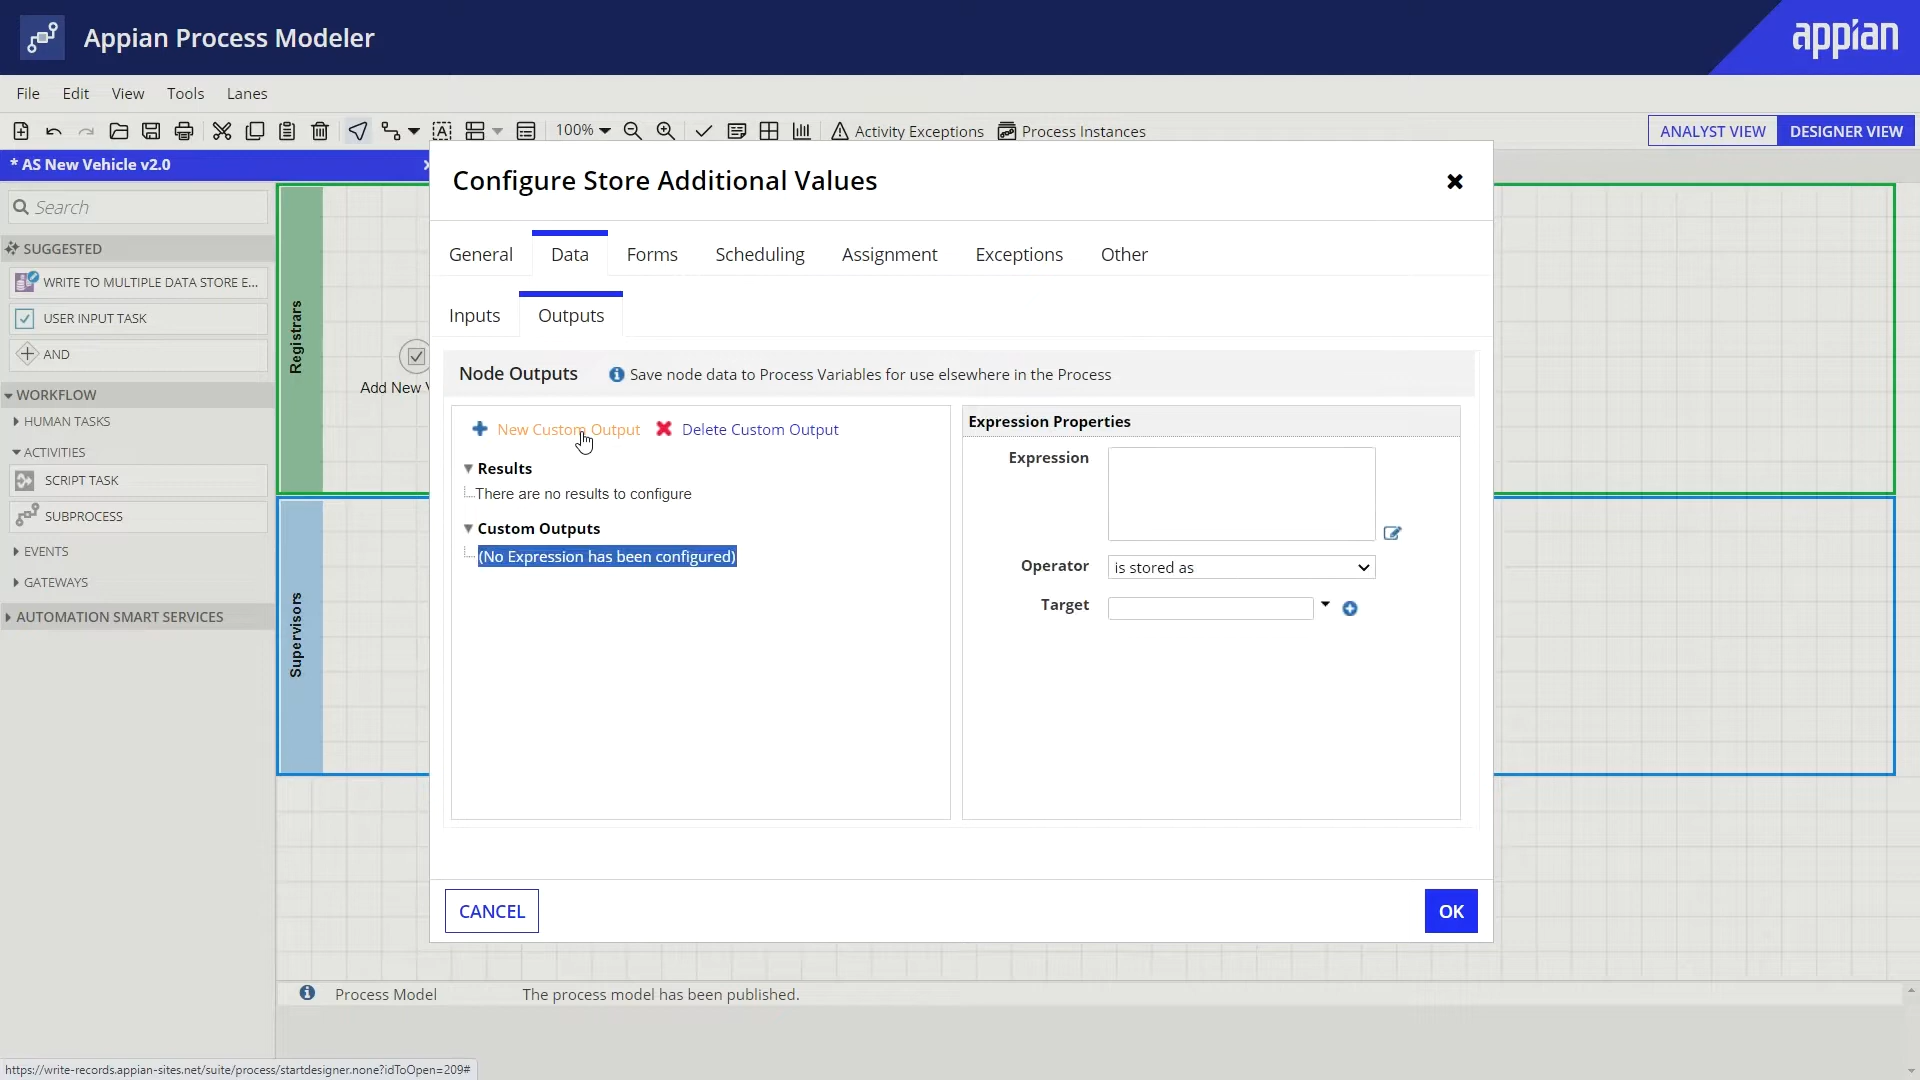 Appian Process Modeler
appian
File Edit View Tools Lanes
100% Activity Exceptions Process Instances ANALYST VIEW DESIGNER VIEW
* AS New Vehicle v2.0
Search
SUGGESTED
WRITE TO MULTIPLE DATA STORE E...
USER INPUT TASK
AND
WORKFLOW
HUMAN TASKS
ACTIVITIES
SCRIPT TASK
SUBPROCESS
EVENTS
GATEWAYS
AUTOMATION SMART SERVICES
Registrars
Add New
Supervisors
Configure Store Additional Values
General Data Forms Scheduling Assignment Exceptions Other
Inputs Outputs
Node Outputs Save node data to Process Variables for use elsewhere in the Process
New Custom Output Delete Custom Output
Results
There are no results to configure
Custom Outputs
(No Expression has been configured)
Expression Properties
Expression
Operator is stored as
Target
CANCEL OK
Process Model The process model has been published.
https://write-records.appian-sites.net/suite/process/startdesigner.none?idToOpen=209#